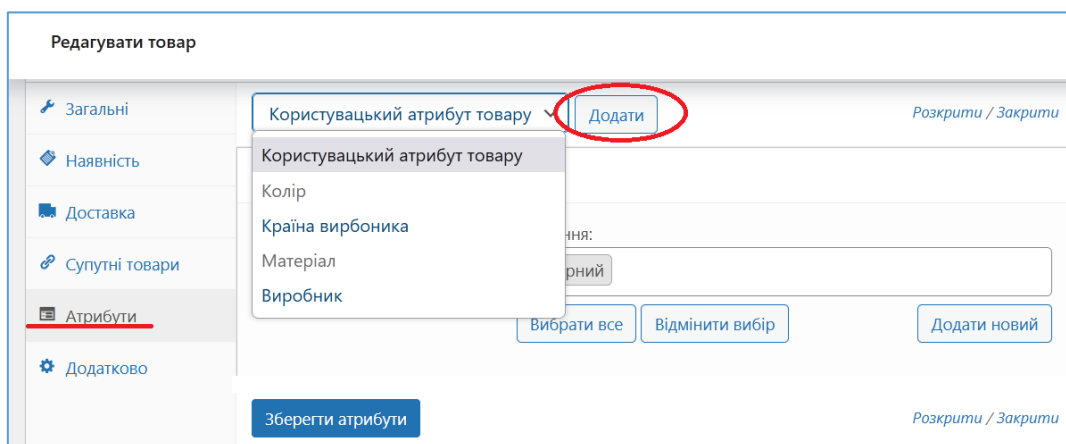 Редагувати товар
Загальні
Користувацький атрибут товару
Додати
Розкрити / Закрити
Користувацький атрибут товару
Наявність
Колір
Доставка
Країна вирбоника
ння:
Супутні товари
Матеріал
рний
Атрибути
Виробник
Вибрати все
Відмінити вибір
Додати новий
Додатково
Зберегти атрибути
Розкрити / Закрити